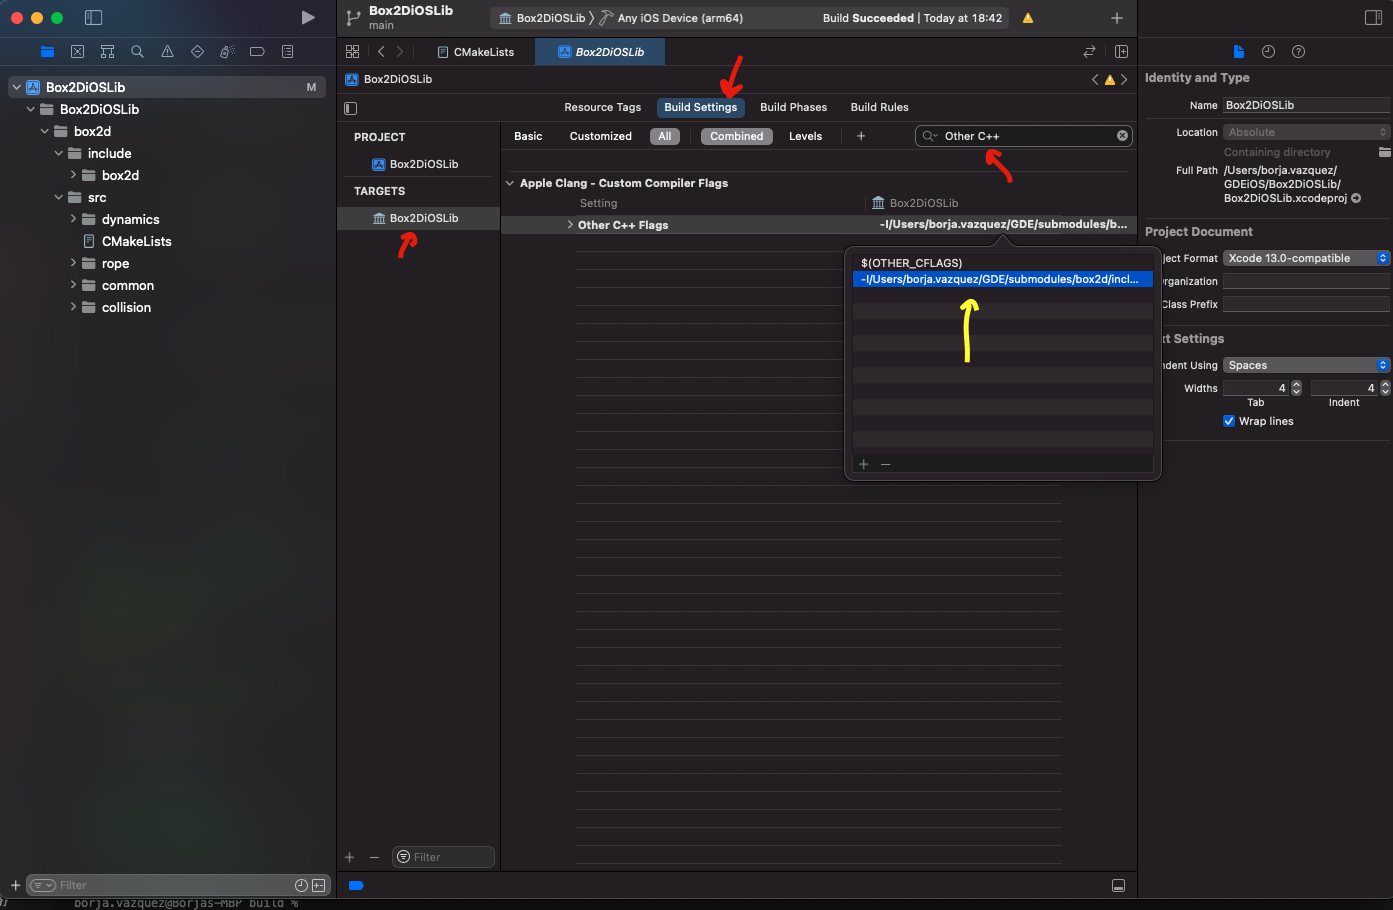 Box2DiOSLib
main
Box2DiOSLib
Any iOS Device (arm64)
Build Succeeded | Today at 18:42
CMakeLists
Box2DiOSLib
Box2DiOSLib
M
Box2DiOSLib
box2d
include
box2d
src
dynamics
CMakeLists
rope
common
collision
Filter
Box2DiOSLib
Resource Tags
Build Settings
Build Phases
Build Rules
PROJECT
Box2DiOSLib
TARGETS
Box2DiOSLib
Filter
Basic
Customized
All
Combined
Levels
Other C++
Apple Clang - Custom Compiler Flags
Setting
Box2DiOSLib
Other C++ Flags
-I/Users/borja.vazquez/GDE/submodules/b...
$(OTHER_CFLAGS)
-I/Users/borja.vazquez/GDE/submodules/box2d/incl...
Identity and Type
Name
Box2DiOSLib
Location
Absolute
Containing directory
Full Path
/Users/borja.vazquez/
GDEiOS/Box2DiOSLib/
Box2DiOSLib.xcodeproj
Project Document
ject Format
Xcode 13.0-compatible
rganization
Class Prefix
xt Settings
ndent Using
Spaces
Widths
4
4
Tab
Indent
Wrap lines
borja.vazquez@Borjas-MBP build %